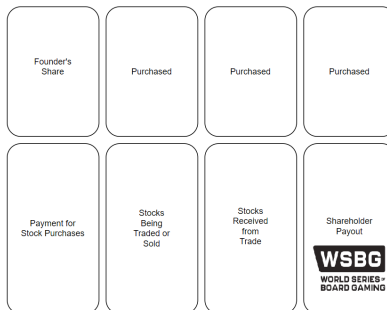 Founder's
Share
Purchased
Purchased
Purchased
Payment for
Stock Purchases
Stocks
Being
Traded or
Sold
Stocks
Received
from
Trade
Shareholder
Payout
WSBG
WORLD SERIES OF
BOARD GAMING